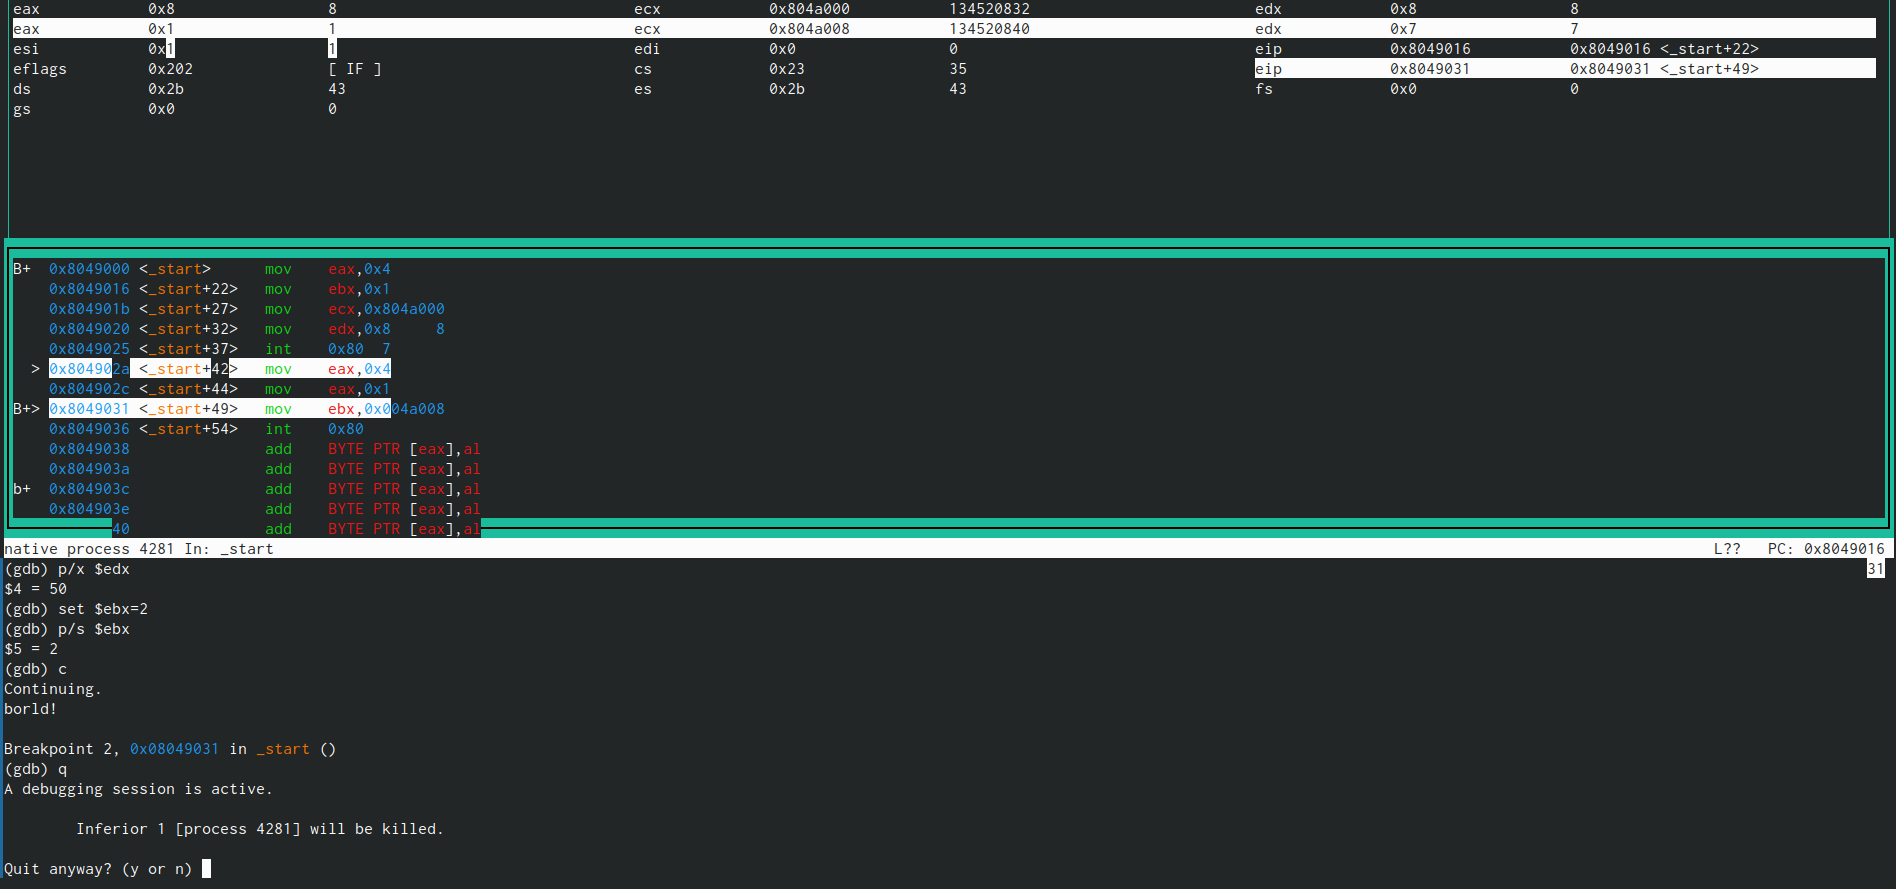 eax 0x8 8 ecx 0x804a000 134520832 edx 0x8 8
eax 0x1 1 ecx 0x804a008 134520840 edx 0x7 7
esi 0x1 1 edi 0x0 0 eip 0x8049016 0x8049016 <_start+22>
eflags 0x202 [ IF ] cs 0x23 35 eip 0x8049031 0x8049031 <_start+49>
ds 0x2b 43 es 0x2b 43 fs 0x0 0
gs 0x0 0
B+ 0x8049000 <_start> mov eax,0x4
0x8049016 <_start+22> mov ebx,0x1
0x804901b <_start+27> mov ecx,0x804a000
0x8049020 <_start+32> mov edx,0x8 8
0x8049025 <_start+37> int 0x80 7
> 0x804902a <_start+42> mov eax,0x4
0x804902c <_start+44> mov eax,0x1
B+> 0x8049031 <_start+49> mov ebx,0x004a008
0x8049036 <_start+54> int 0x80
0x8049038 add BYTE PTR [eax],al
0x804903a add BYTE PTR [eax],al
b+ 0x804903c add BYTE PTR [eax],al
0x804903e add BYTE PTR [eax],al
40 add BYTE PTR [eax],al
native process 4281 In: _start L?? PC: 0x8049016
(gdb) p/x $edx 31
$4 = 50
(gdb) set $ebx=2
(gdb) p/s $ebx
$5 = 2
(gdb) c
Continuing.
borld!
Breakpoint 2, 0x08049031 in _start ()
(gdb) q
A debugging session is active.
Inferior 1 [process 4281] will be killed.
Quit anyway? (y or n)